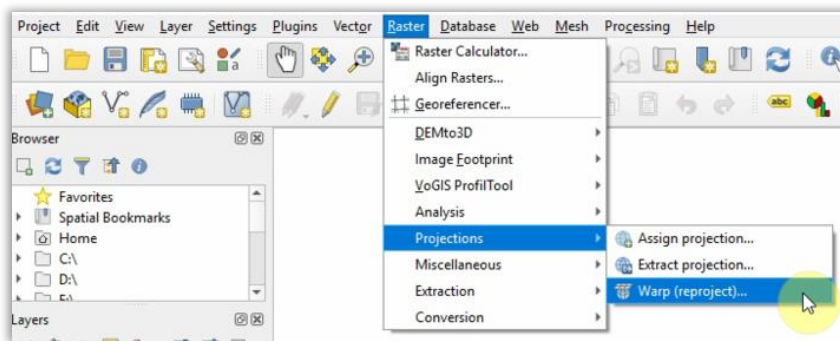 Project Edit View Layer Settings Plugins Vector Raster Database Web Mesh Processing Help
Raster Calculator...
Align Rasters...
Georeferencer...
abc
Browser
DEMto3D
Image Footprint
Favorites
VoGIS ProfilTool
Spatial Bookmarks
Analysis
Home
Projections
Assign projection...
C:\
Miscellaneous
Extract projection...
D:\
Extraction
Warp (reproject)...
Layers
Conversion